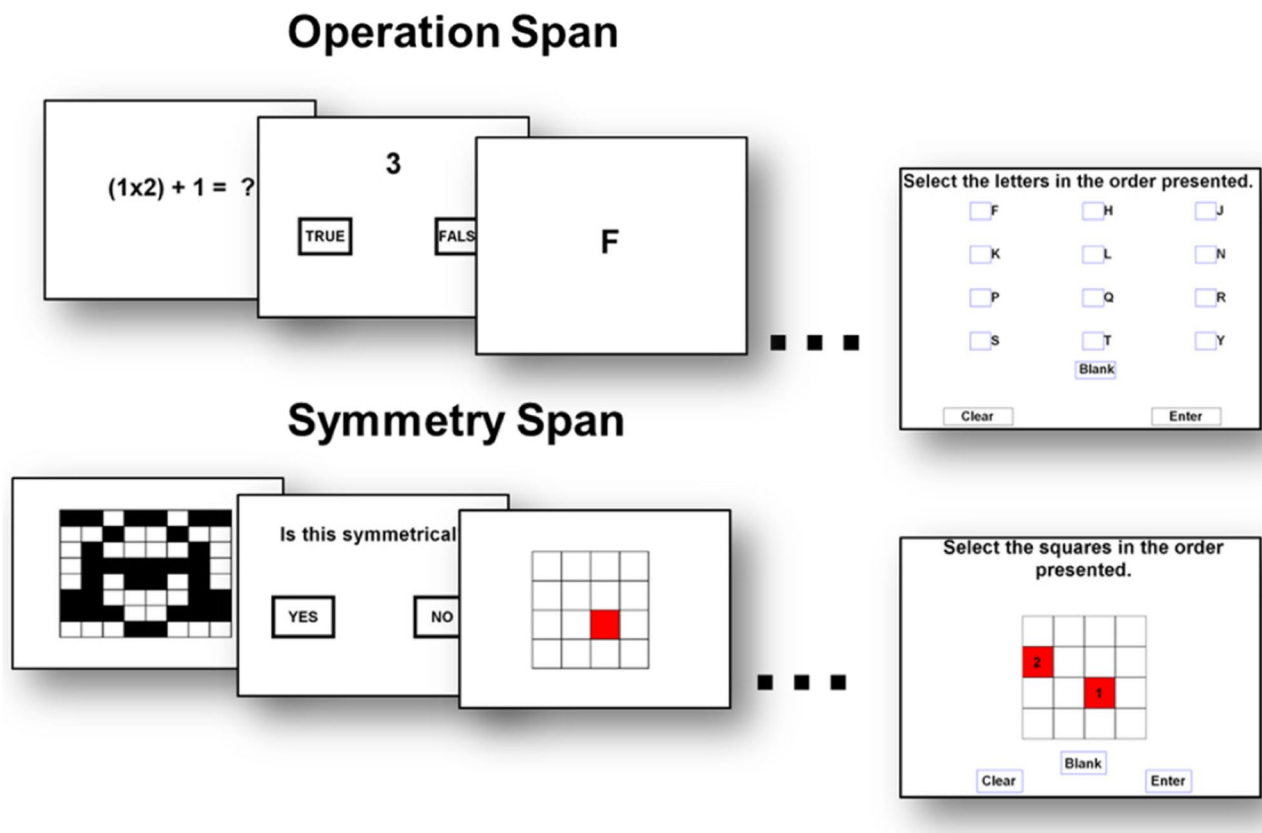 Operation Span
(1x2) + 1 = ?
3
TRUE
FALS
F
Select the letters in the order presented.
F H J
K L N
P Q R
S T Y
Blank
Clear Enter
Symmetry Span
Is this symmetrical
YES
NO
Select the squares in the order
presented.
2
1
Blank
Clear Enter